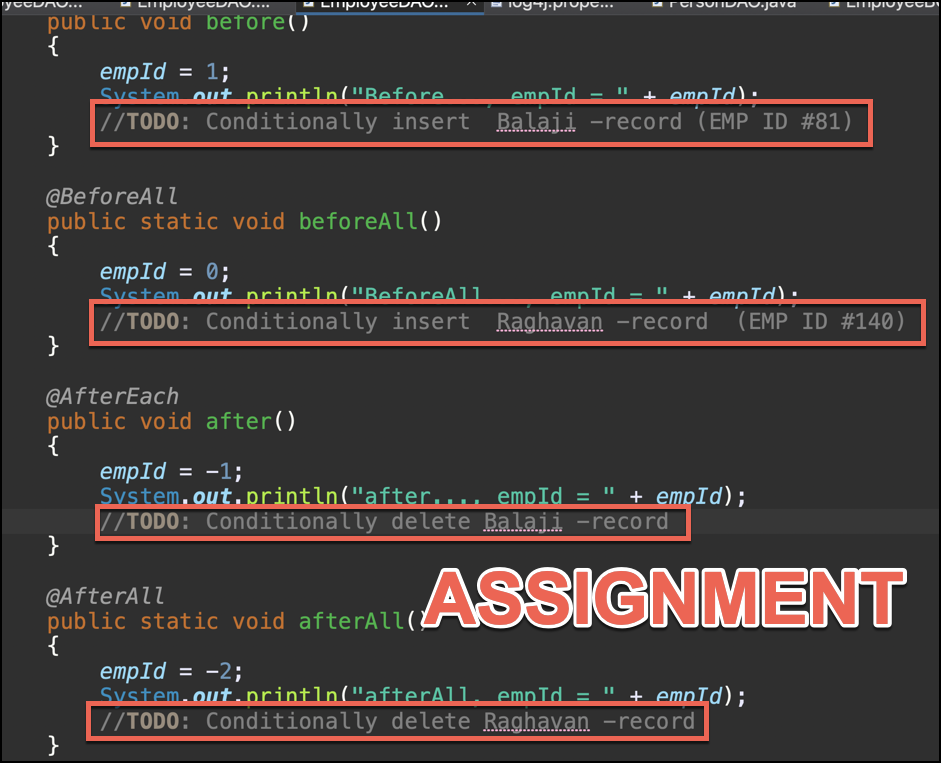 EmployeeDAO... log4j.prope... PersonDAO.java
public void before()
{
empId = 1;
System.out.println("Before..., empId = " + empId);
//TODO: Conditionally insert Balaji -record (EMP ID #81)
}
@BeforeAll
public static void beforeAll()
{
empId = 0;
System.out.println("BeforeAll..., empId = " + empId);
//TODO: Conditionally insert Raghavan -record (EMP ID #140)
}
@AfterEach
public void after()
{
empId = -1;
System.out.println("after...., empId = " + empId);
//TODO: Conditionally delete Balaji -record
}
ASSIGNMENT
@AfterAll
public static void afterAll()
{
empId = -2;
System.out.println("afterAll, empId = " + empId);
//TODO: Conditionally delete Raghavan -record
}